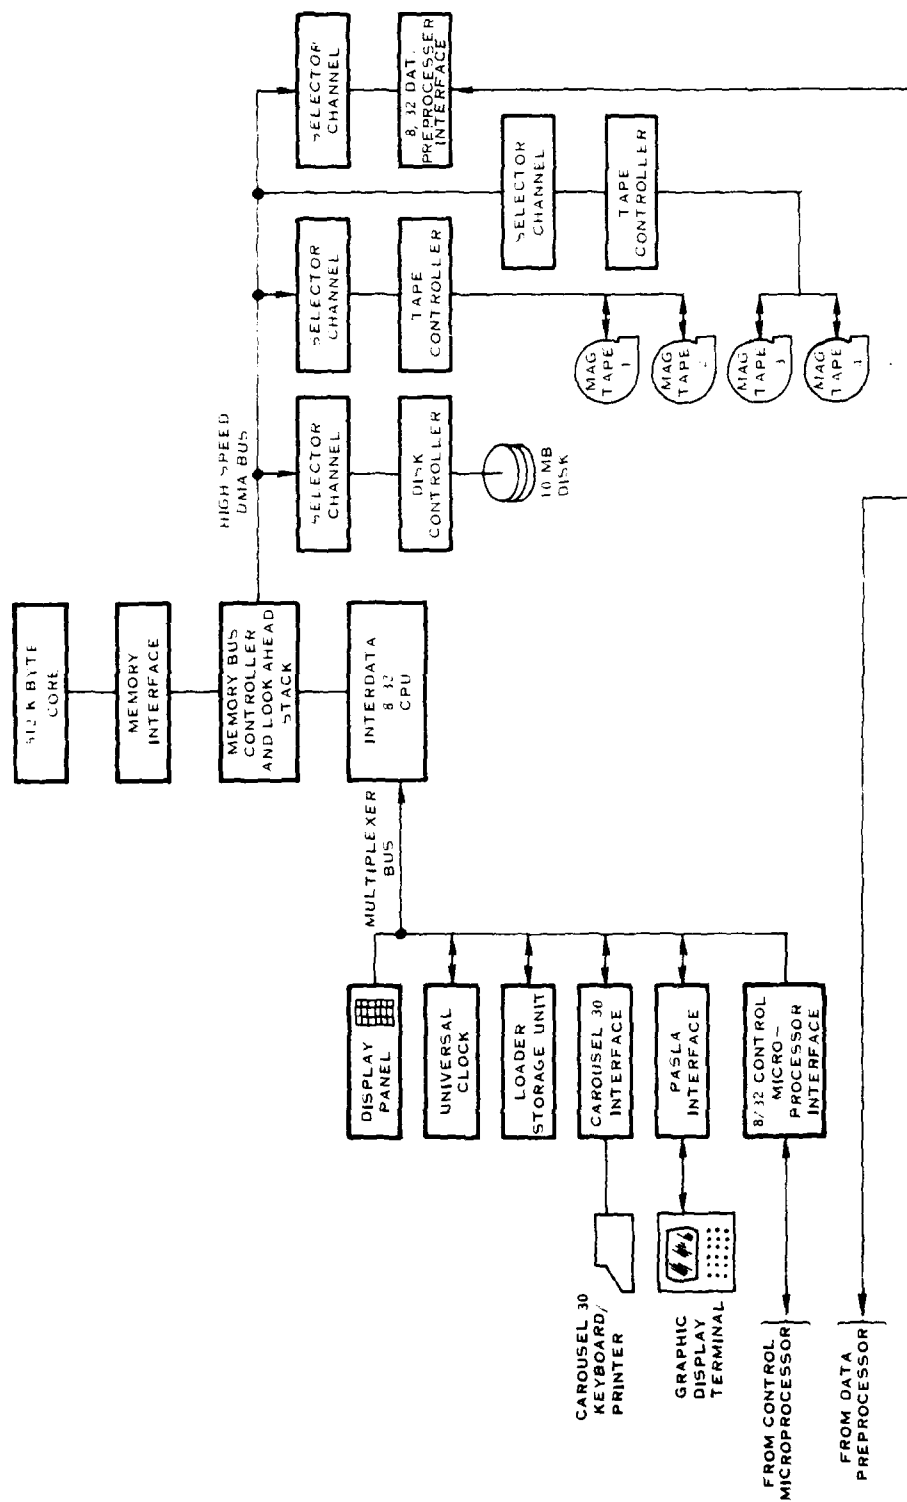 512 K BYTE
CORE
MEMORY
INTERFACE
MEMORY BUS
CONTROLLER
AND LOOK AHEAD
STACK
INTERDATA
8 32
CPU
HIGH SPEED
DMA BUS
SELECTOR
CHANNEL
DISK
CONTROLLER
10 MB
DISK
SELECTOR
CHANNEL
TAPE
CONTROLLER
MAG
TAPE
1
MAG
TAPE
2
SELECTOR
CHANNEL
TAPE
CONTROLLER
MAG
TAPE
3
MAG
TAPE
4
SELECTOR
CHANNEL
8, 32 DAT.
PREPROCESSER
INTERFACE
MULTIPLEXER
BUS
DISPLAY
PANEL
UNIVERSAL
CLOCK
LOADER
STORAGE UNIT
CAROUSEL 30
INTERFACE
PASLA
INTERFACE
8/32 CONTROL
MICRO-
PROCESSOR
INTERFACE
CAROUSEL 30
KEYBOARD/
PRINTER
GRAPHIC
DISPLAY
TERMINAL
FROM CONTROL
MICROPROCESSOR
FROM DATA
PREPROCESSOR